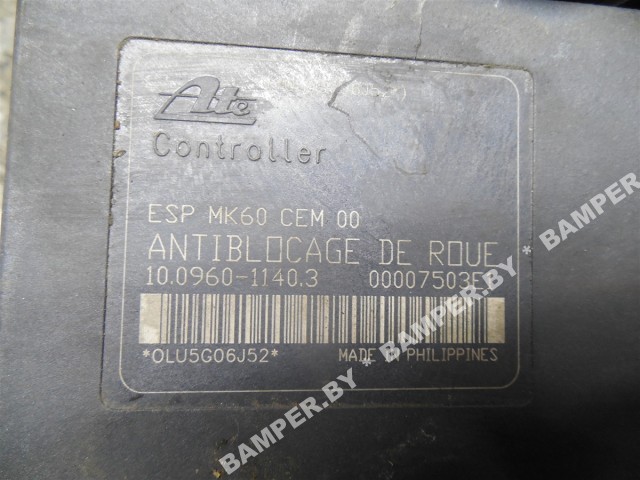 Ate
Controller
ESP MK60 CEM 00
ANTIBLOCAGE DE ROUE
10.0960-1140.3 00007503E
*OLU5G06J52*
MADE IN PHILIPPINES
BAMPER.BY * BAMPER.BY * BAMPER.BY